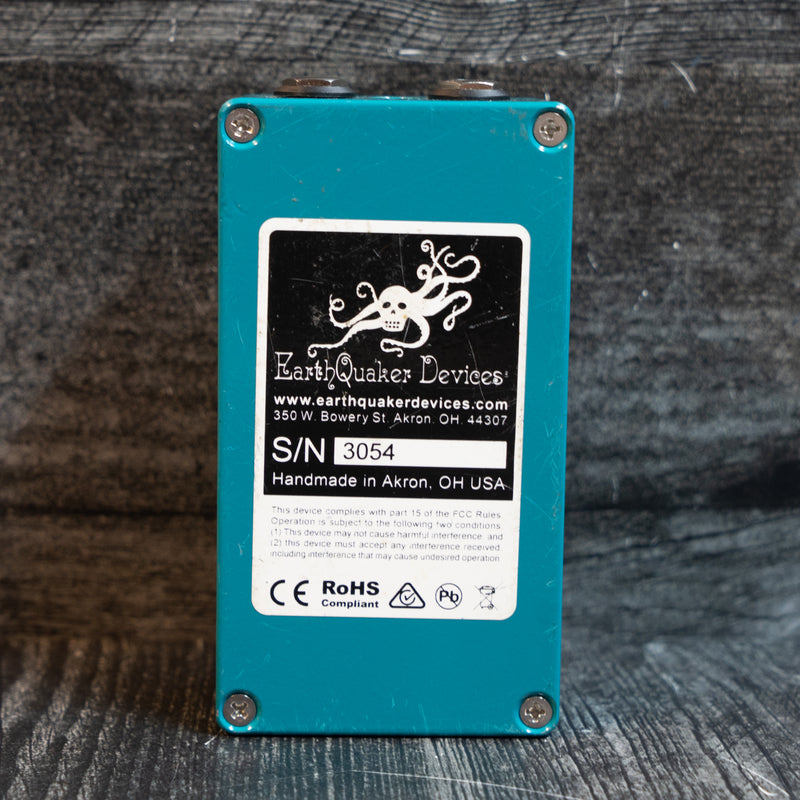 EarthQuaker Devices
www.earthquakerdevices.com
350 W. Bowery St. Akron, OH. 44307
S/N 3054
Handmade in Akron, OH USA
This device complies with part 15 of the FCC Rules.
Operation is subject to the following two conditions:
(1) This device may not cause harmful interference, and
(2) this device must accept any interference received,
including interference that may cause undesired operation
CE RoHS
Compliant Pb